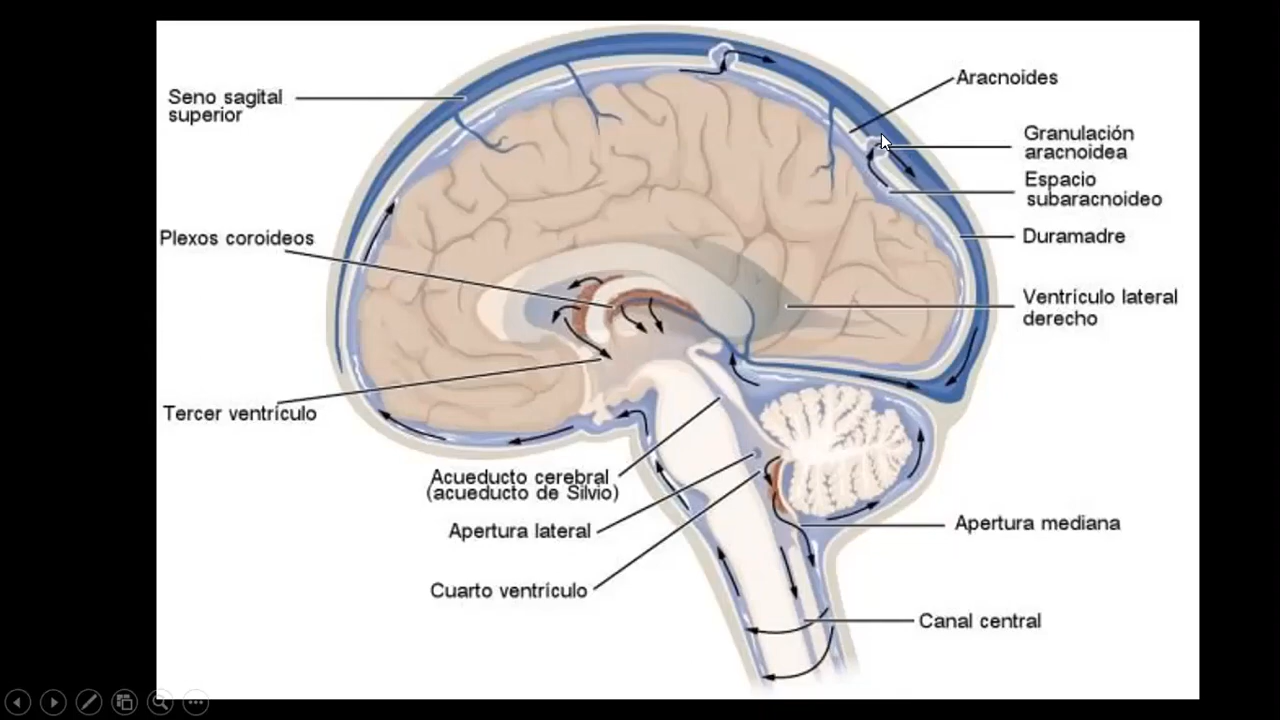 Seno sagital
superior
Plexos coroideos
Tercer ventrículo
Acueducto cerebral
(acueducto de Silvio)
Apertura lateral
Cuarto ventrículo
Aracnoides
Granulación
aracnoidea
Espacio
subaracnoideo
Duramadre
Ventrículo lateral
derecho
Apertura mediana
Canal central